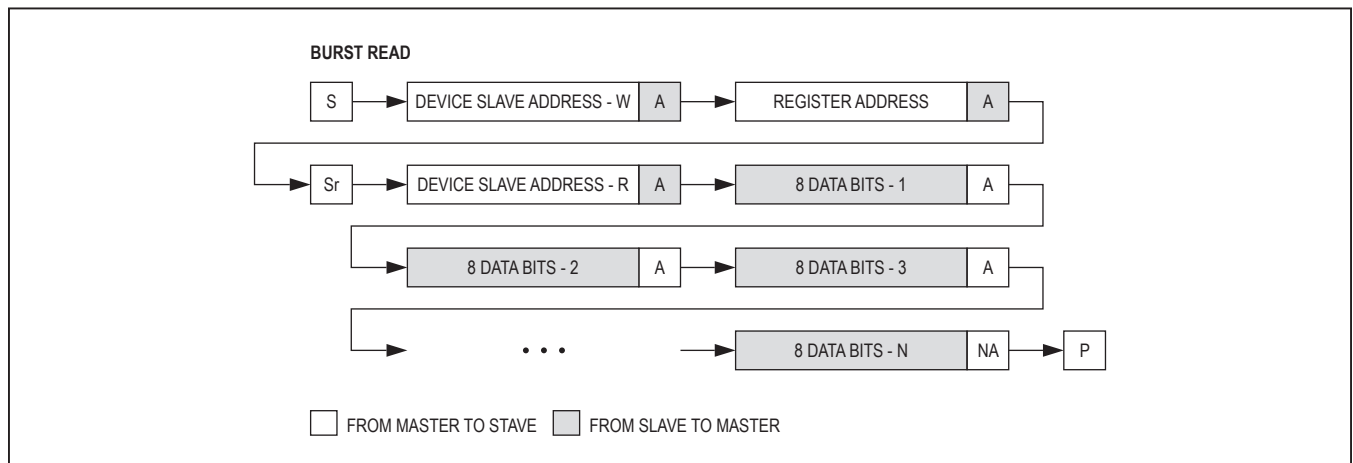 BURST READ
S DEVICE SLAVE ADDRESS - W A REGISTER ADDRESS A
Sr DEVICE SLAVE ADDRESS - R A 8 DATA BITS - 1 A
8 DATA BITS - 2 A 8 DATA BITS - 3 A
• • • 8 DATA BITS - N NA P
FROM MASTER TO STAVE FROM SLAVE TO MASTER